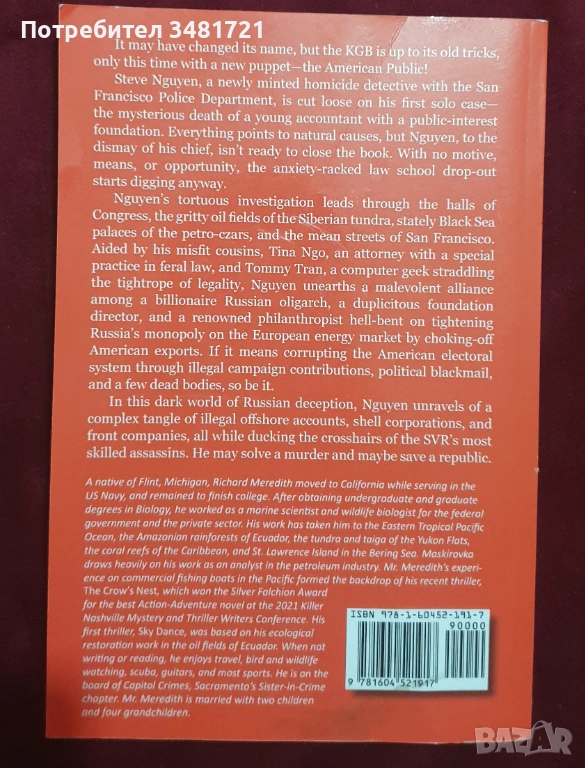 Потребител 3481721
It may have changed its name, but the KGB is up to its old tricks,
only this time with a new puppet—the American Public!
Steve Nguyen, a newly minted homicide detective with the San
Francisco Police Department, is cut loose on his first solo case—
the mysterious death of a young accountant with a public-interest
foundation. Everything points to natural causes, but Nguyen, to the
dismay of his chief, isn't ready to close the book. With no motive,
means, or opportunity, the anxiety-racked law school drop-out
starts digging anyway.
Nguyen's tortuous investigation leads through the halls of
Congress, the gritty oil fields of the Siberian tundra, stately Black Sea
palaces of the petro-czars, and the mean streets of San Francisco.
Aided by his misfit cousins, Tina Ngo, an attorney with a special
practice in feral law, and Tommy Tran, a computer geek straddling
the tightrope of legality, Nguyen unearths a malevolent alliance
among a billionaire Russian oligarch, a duplicitous foundation
director, and a renowned philanthropist hell-bent on tightening
Russia's monopoly on the European energy market by choking-off
American exports. If it means corrupting the American electoral
system through illegal campaign contributions, political blackmail,
and a few dead bodies, so be it.
In this dark world of Russian deception, Nguyen unravels of a
complex tangle of illegal offshore accounts, shell corporations, and
front companies, all while ducking the crosshairs of the SVR's most
skilled assassins. He may solve a murder and maybe save a republic.
A native of Flint, Michigan, Richard Meredith moved to California while serving in the
US Navy, and remained to finish college. After obtaining undergraduate and graduate
degrees in Biology, he worked as a marine scientist and wildlife biologist for the federal
government and the private sector. His work has taken him to the Eastern Tropical Pacific
Ocean, the Amazonian rainforests of Ecuador, the tundra and taiga of the Yukon Flats,
the coral reefs of the Caribbean, and St. Lawrence Island in the Bering Sea. Maskirovka
draws heavily on his work as an analyst in the petroleum industry. Mr. Meredith's experi-
ence on commercial fishing boats in the Pacific formed the backdrop of his recent thriller,
The Crow's Nest, which won the Silver Falchion Award
for the best Action-Adventure novel at the 2021 Killer
Nashville Mystery and Thriller Writers Conference. His
first thriller, Sky Dance, was based on his ecological
restoration work in the oil fields of Ecuador. When not
writing or reading, he enjoys travel, bird and wildlife
watching, scuba, guitars, and most sports. He is on the
board of Capitol Crimes, Sacramento's Sister-in-Crime
chapter. Mr. Meredith is married with two children
and four grandchildren.
ISBN 978-1-60452-191-7
90000
9 781604 521917
BAZAR